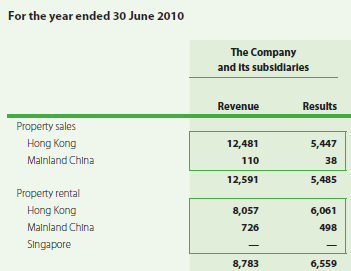 For the year ended 30 June 2010
The Company
and its subsidiaries
Revenue Results
Property sales
Hong Kong 12,481 5,447
Mainland China 110 38
12,591 5,485
Property rental
Hong Kong 8,057 6,061
Mainland China 726 498
Singapore — —
8,783 6,559